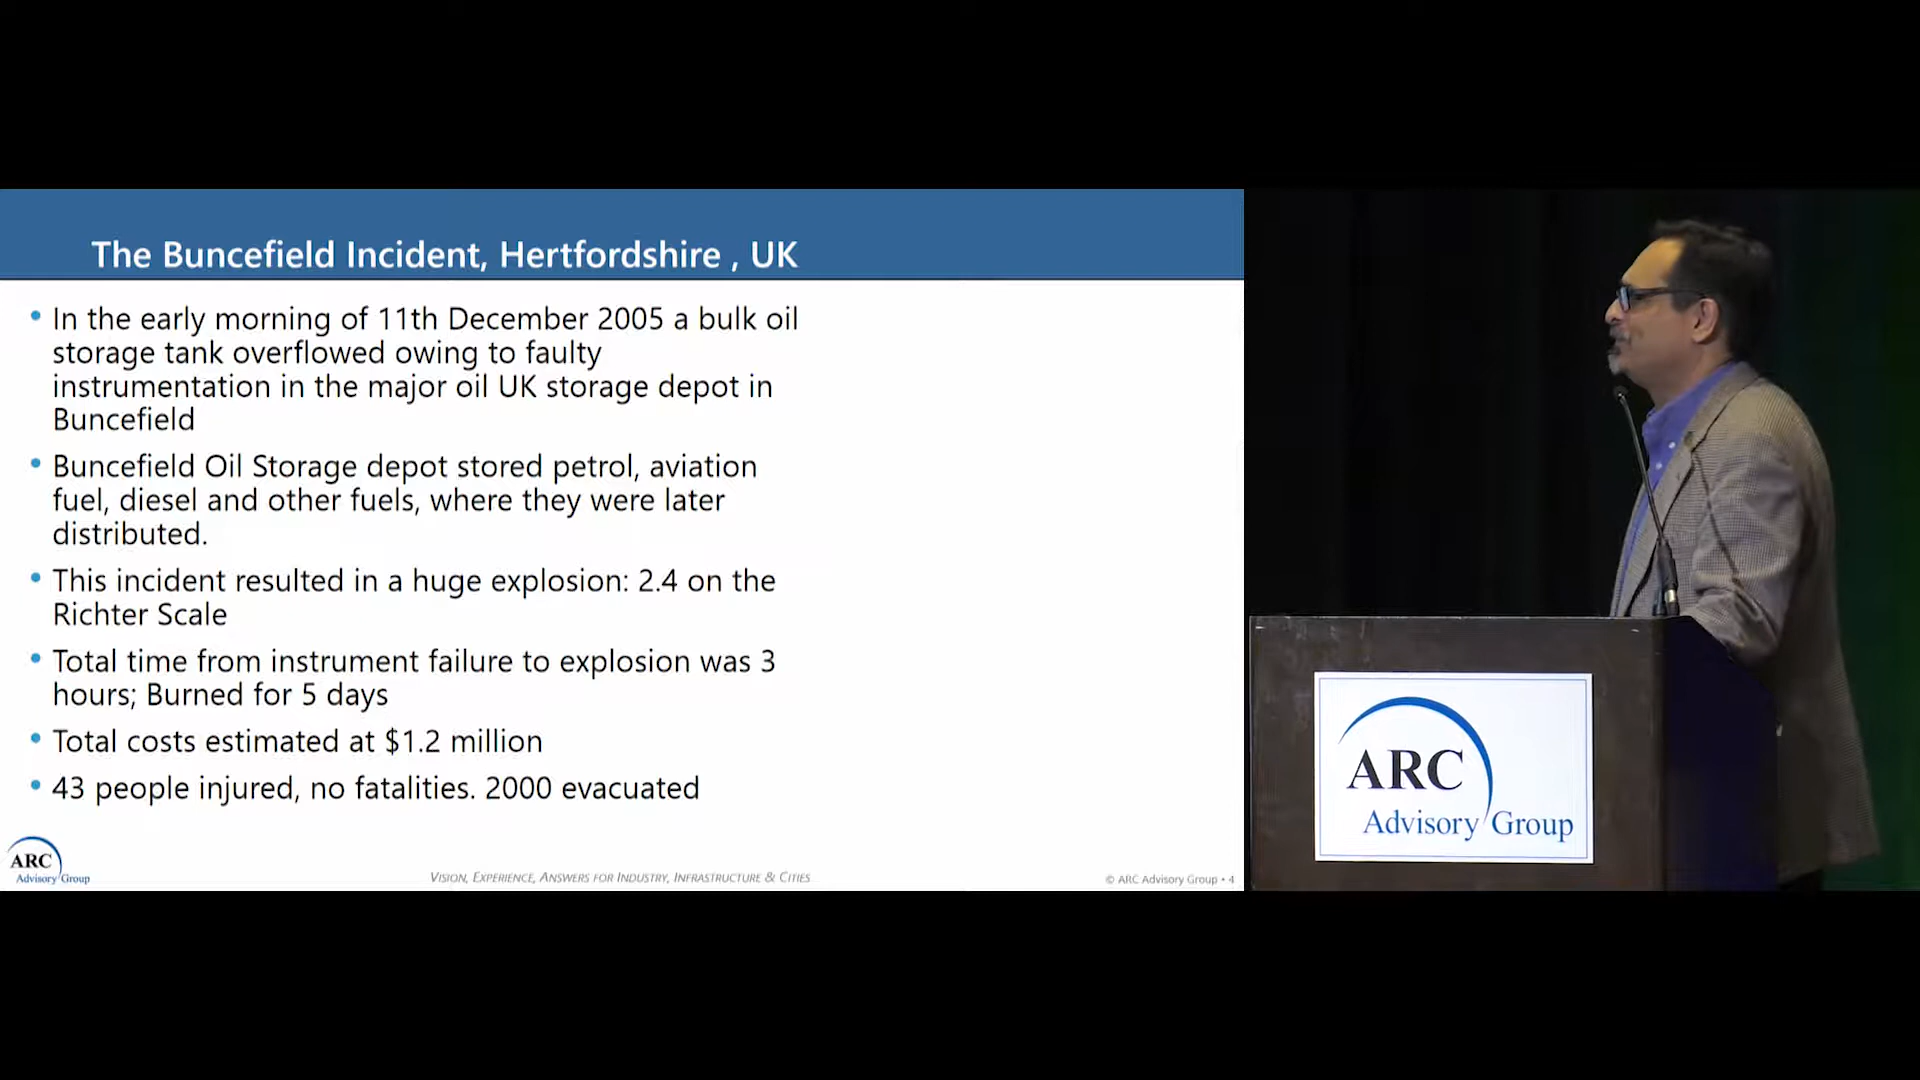 The Buncefield Incident, Hertfordshire , UK
• In the early morning of 11th December 2005 a bulk oil
storage tank overflowed owing to faulty
instrumentation in the major oil UK storage depot in
Buncefield
• Buncefield Oil Storage depot stored petrol, aviation
fuel, diesel and other fuels, where they were later
distributed.
• This incident resulted in a huge explosion: 2.4 on the
Richter Scale
• Total time from instrument failure to explosion was 3
hours; Burned for 5 days
• Total costs estimated at $1.2 million
• 43 people injured, no fatalities. 2000 evacuated
ARC
Advisory Group
VISION, EXPERIENCE, ANSWERS FOR INDUSTRY, INFRASTRUCTURE & CITIES
© ARC Advisory Group • 4
ARC
Advisory Group